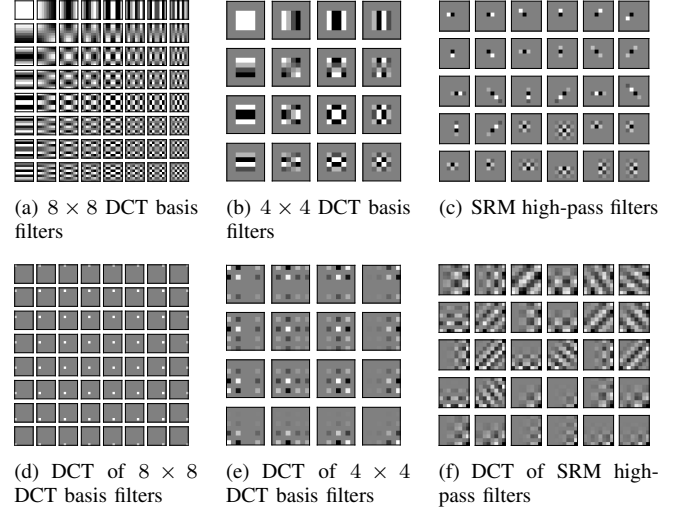 (a) 8 × 8 DCT basis
filters
(b) 4 × 4 DCT basis
filters
(c) SRM high-pass filters
(d) DCT of 8 × 8
DCT basis filters
(e) DCT of 4 × 4
DCT basis filters
(f) DCT of SRM high-
pass filters